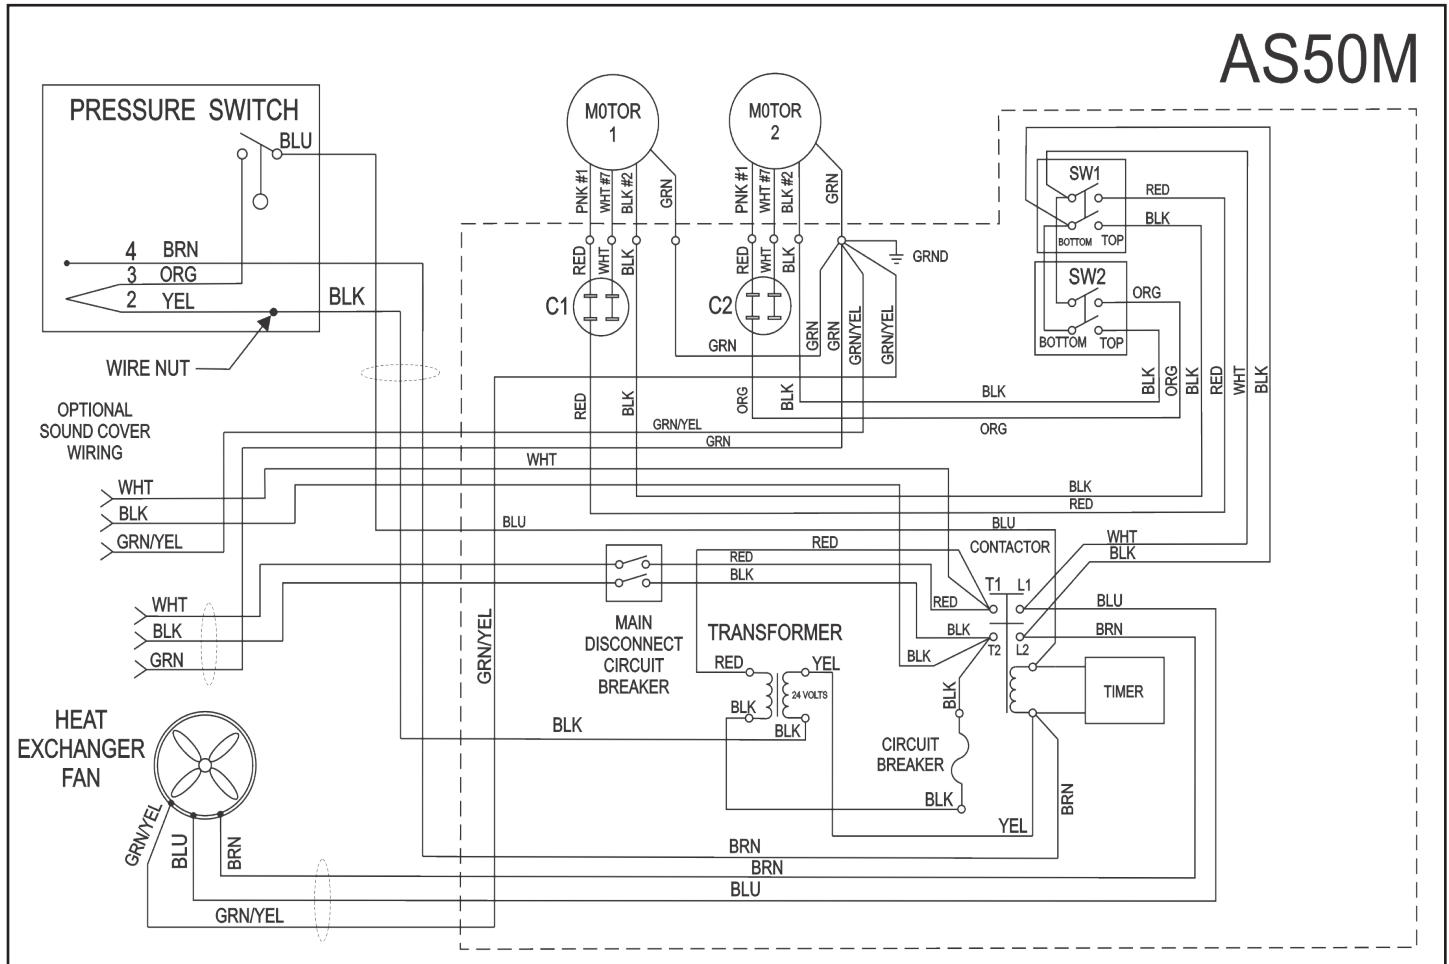 AS50M
PRESSURE SWITCH
BLU
4 BRN
3 ORG
2 YEL
BLK
WIRE NUT
M0TOR
1
PNK #1
WHT #7
BLK #2
GRN
RED
WHT
BLK
C1
M0TOR
2
PNK #1
WHT #7
BLK #2
GRN
RED
WHT
BLK
C2
GRND
GRN
GRN
GRN
GRN/YEL
GRN/YEL
SW1
RED
BLK
BOTTOM
TOP
SW2
ORG
BOTTOM
TOP
BLK
ORG
BLK
RED
WHT
BLK
RED
BLK
ORG
BLK
BLK
ORG
GRN/YEL
GRN
WHT
BLK
RED
BLU
BLU
OPTIONAL
SOUND COVER
WIRING
WHT
BLK
GRN/YEL
WHT
BLK
GRN
RED
RED
BLK
MAIN
DISCONNECT
CIRCUIT
BREAKER
CONTACTOR
WHT
BLK
T1
L1
RED
BLK
T2
L2
BLK
BLU
BRN
TIMER
GRN/YEL
TRANSFORMER
RED
YEL
24 VOLTS
BLK
BLK
BLK
BLK
CIRCUIT
BREAKER
BLK
YEL
BRN
HEAT
EXCHANGER
FAN
GRN/YEL
BLU
BRN
BRN
BRN
BLU
GRN/YEL